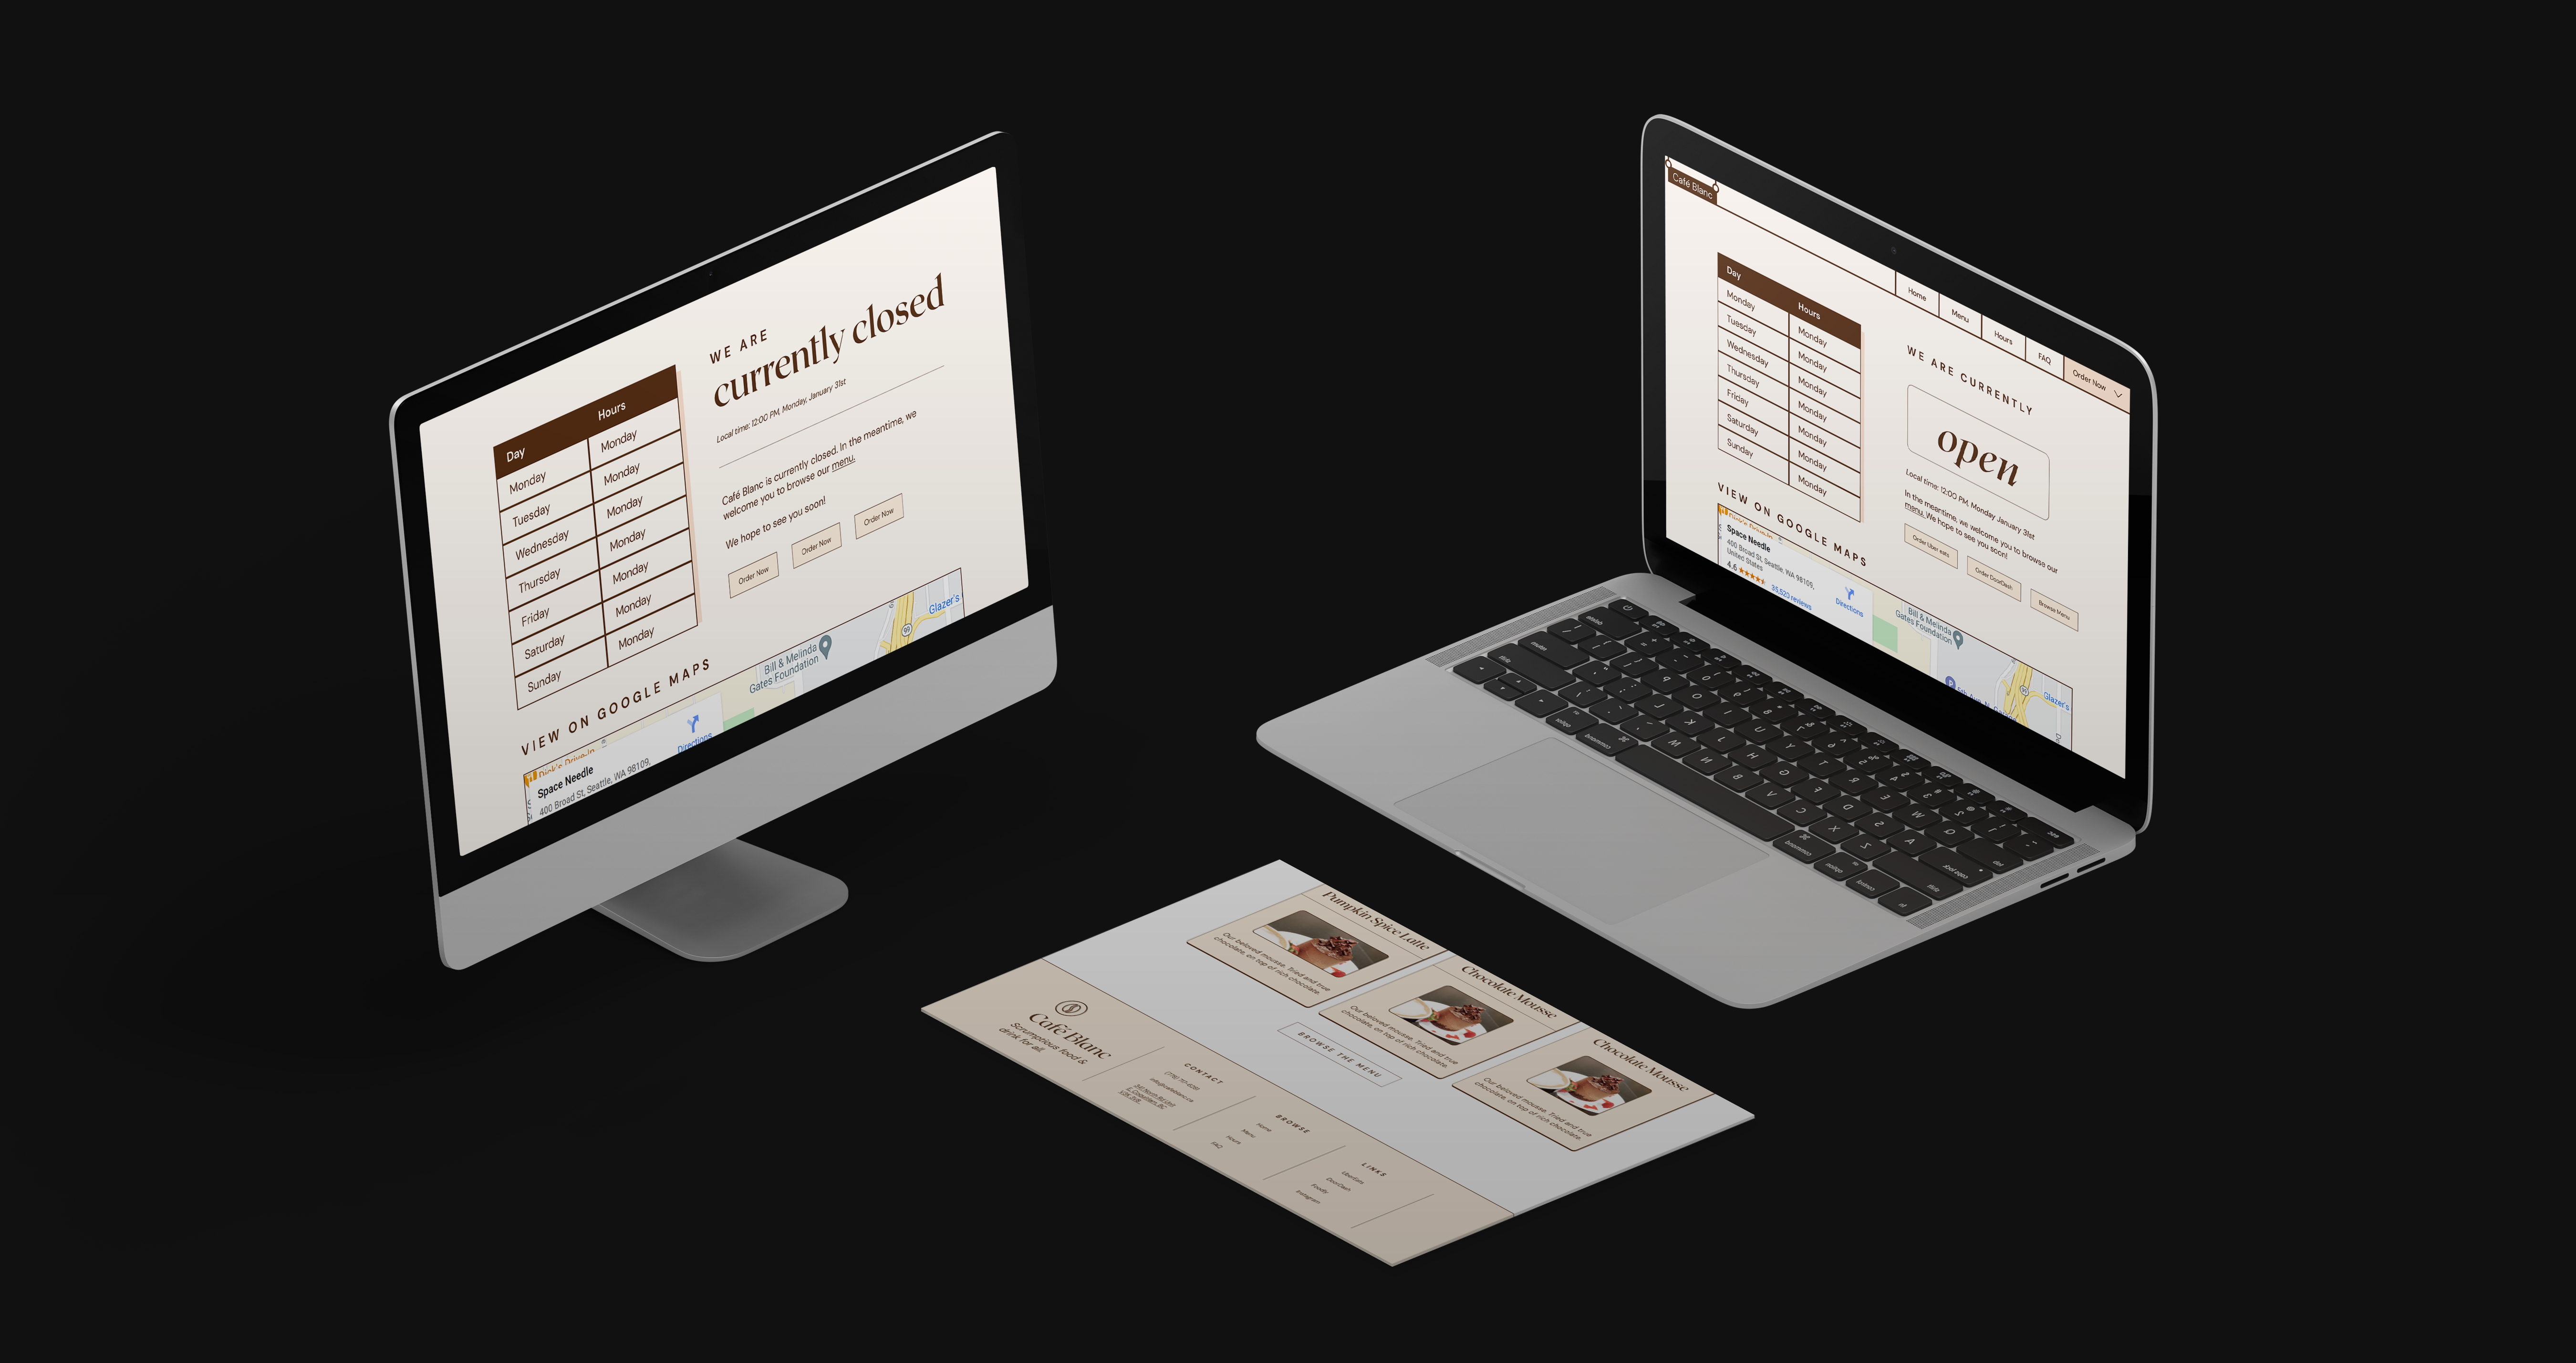 WE ARE
currently closed
Local time: 12:00 PM, Monday, January 31st
Café Blanc is currently closed. In the meantime, we
welcome you to browse our menu.
We hope to see you soon!
Order Now
Order Now
Order Now
Day Hours
Monday Monday
Tuesday Monday
Wednesday Monday
Thursday Monday
Friday Monday
Saturday Monday
Sunday Monday
VIEW ON GOOGLE MAPS
Space Needle
400 Broad St, Seattle, WA 98109,
Directions
Bill & Melinda
Gates Foundation
99
Glazer's
Café Blanc
Home
Menu
Hours
FAQ
Order Now
Day Hours
Monday Monday
Tuesday Monday
Wednesday Monday
Thursday Monday
Friday Monday
Saturday Monday
Sunday Monday
WE ARE CURRENTLY
open
Local time: 12:00 PM, Monday January 31st
In the meantime, we welcome you to browse our
menu. We hope to see you soon!
Order Uber eats
Order DoorDash
Browse Menu
VIEW ON GOOGLE MAPS
Space Needle
400 Broad St, Seattle, WA 98109,
United States
4.6
Directions
Bill & Melinda
Gates Foundation
Glazer's
Pumpkin Spice Latte
Our beloved mousse. Tried and true
chocolate, on top of rich chocolate.
Chocolate Mousse
Our beloved mousse. Tried and true
chocolate, on top of rich chocolate.
Chocolate Mousse
Our beloved mousse. Tried and true
chocolate, on top of rich chocolate.
BROWSE THE MENU
Café Blanc
Scrumptious food &
drink for all.
CONTACT
BROWSE
Home
Menu
Hours
FAQ
LINKS
UberEats
DoorDash
Foodly
Instagram